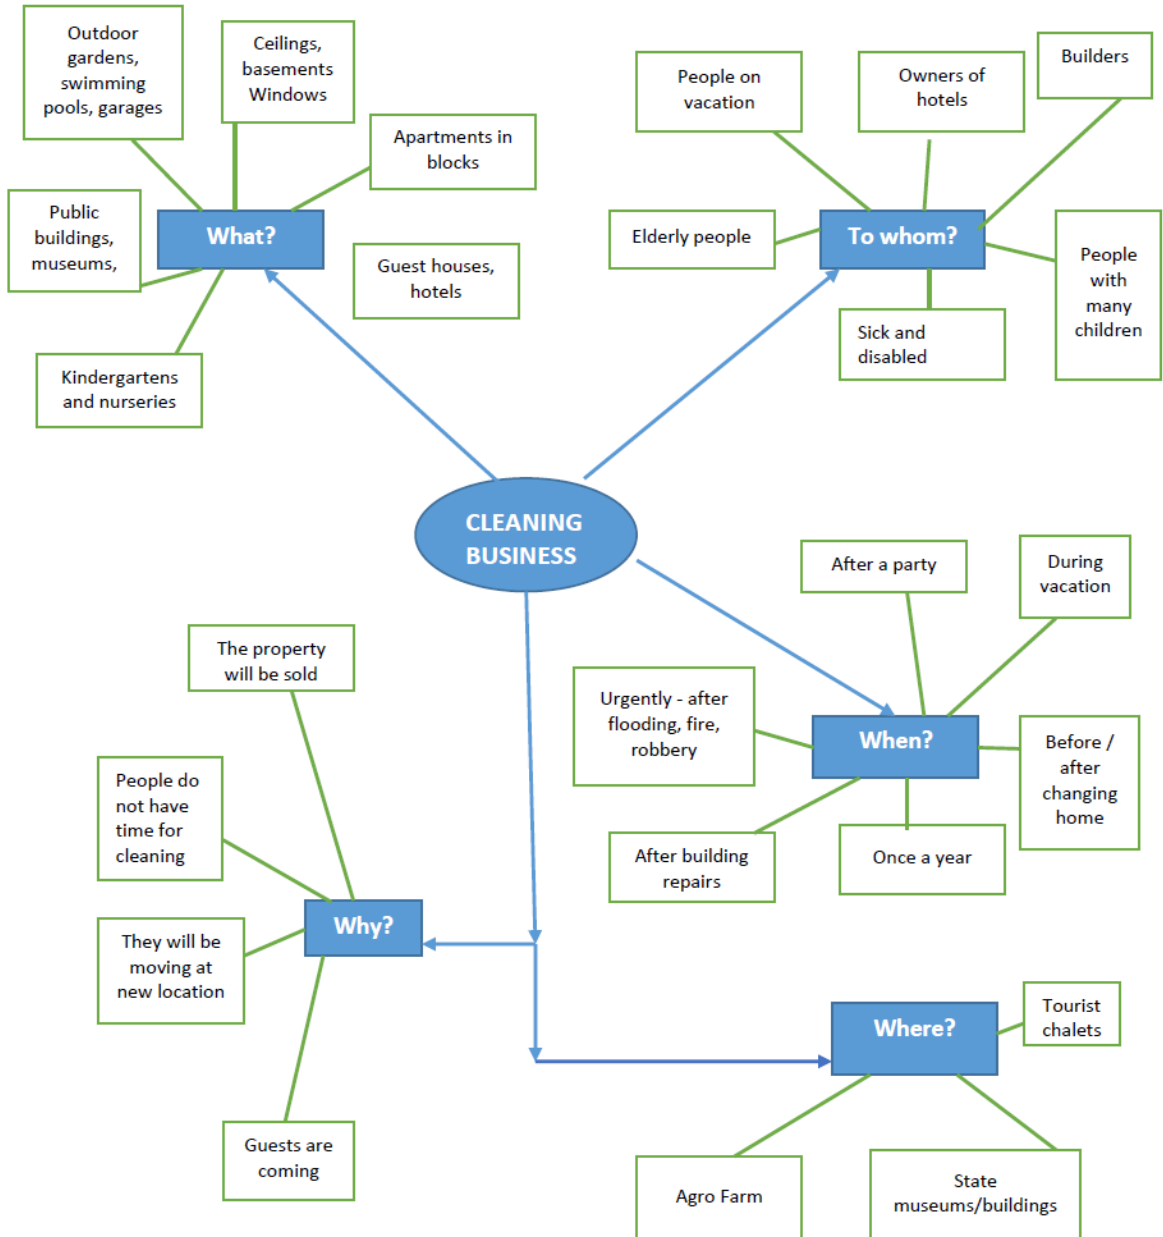 Outdoor
gardens,
swimming
pools, garages
Ceilings,
basements
Windows
Apartments in
blocks
Public
buildings,
museums,
What?
Guest houses,
hotels
Kindergartens
and nurseries
People on
vacation
Owners of
hotels
Builders
Elderly people
To whom?
People
with
many
children
Sick and
disabled
CLEANING
BUSINESS
After a party
During
vacation
Urgently - after
flooding, fire,
robbery
When?
Before /
after
changing
home
After building
repairs
Once a year
The property
will be sold
People do
not have
time for
cleaning
Why?
They will be
moving at
new location
Guests are
coming
Where?
Tourist
chalets
Agro Farm
State
museums/buildings